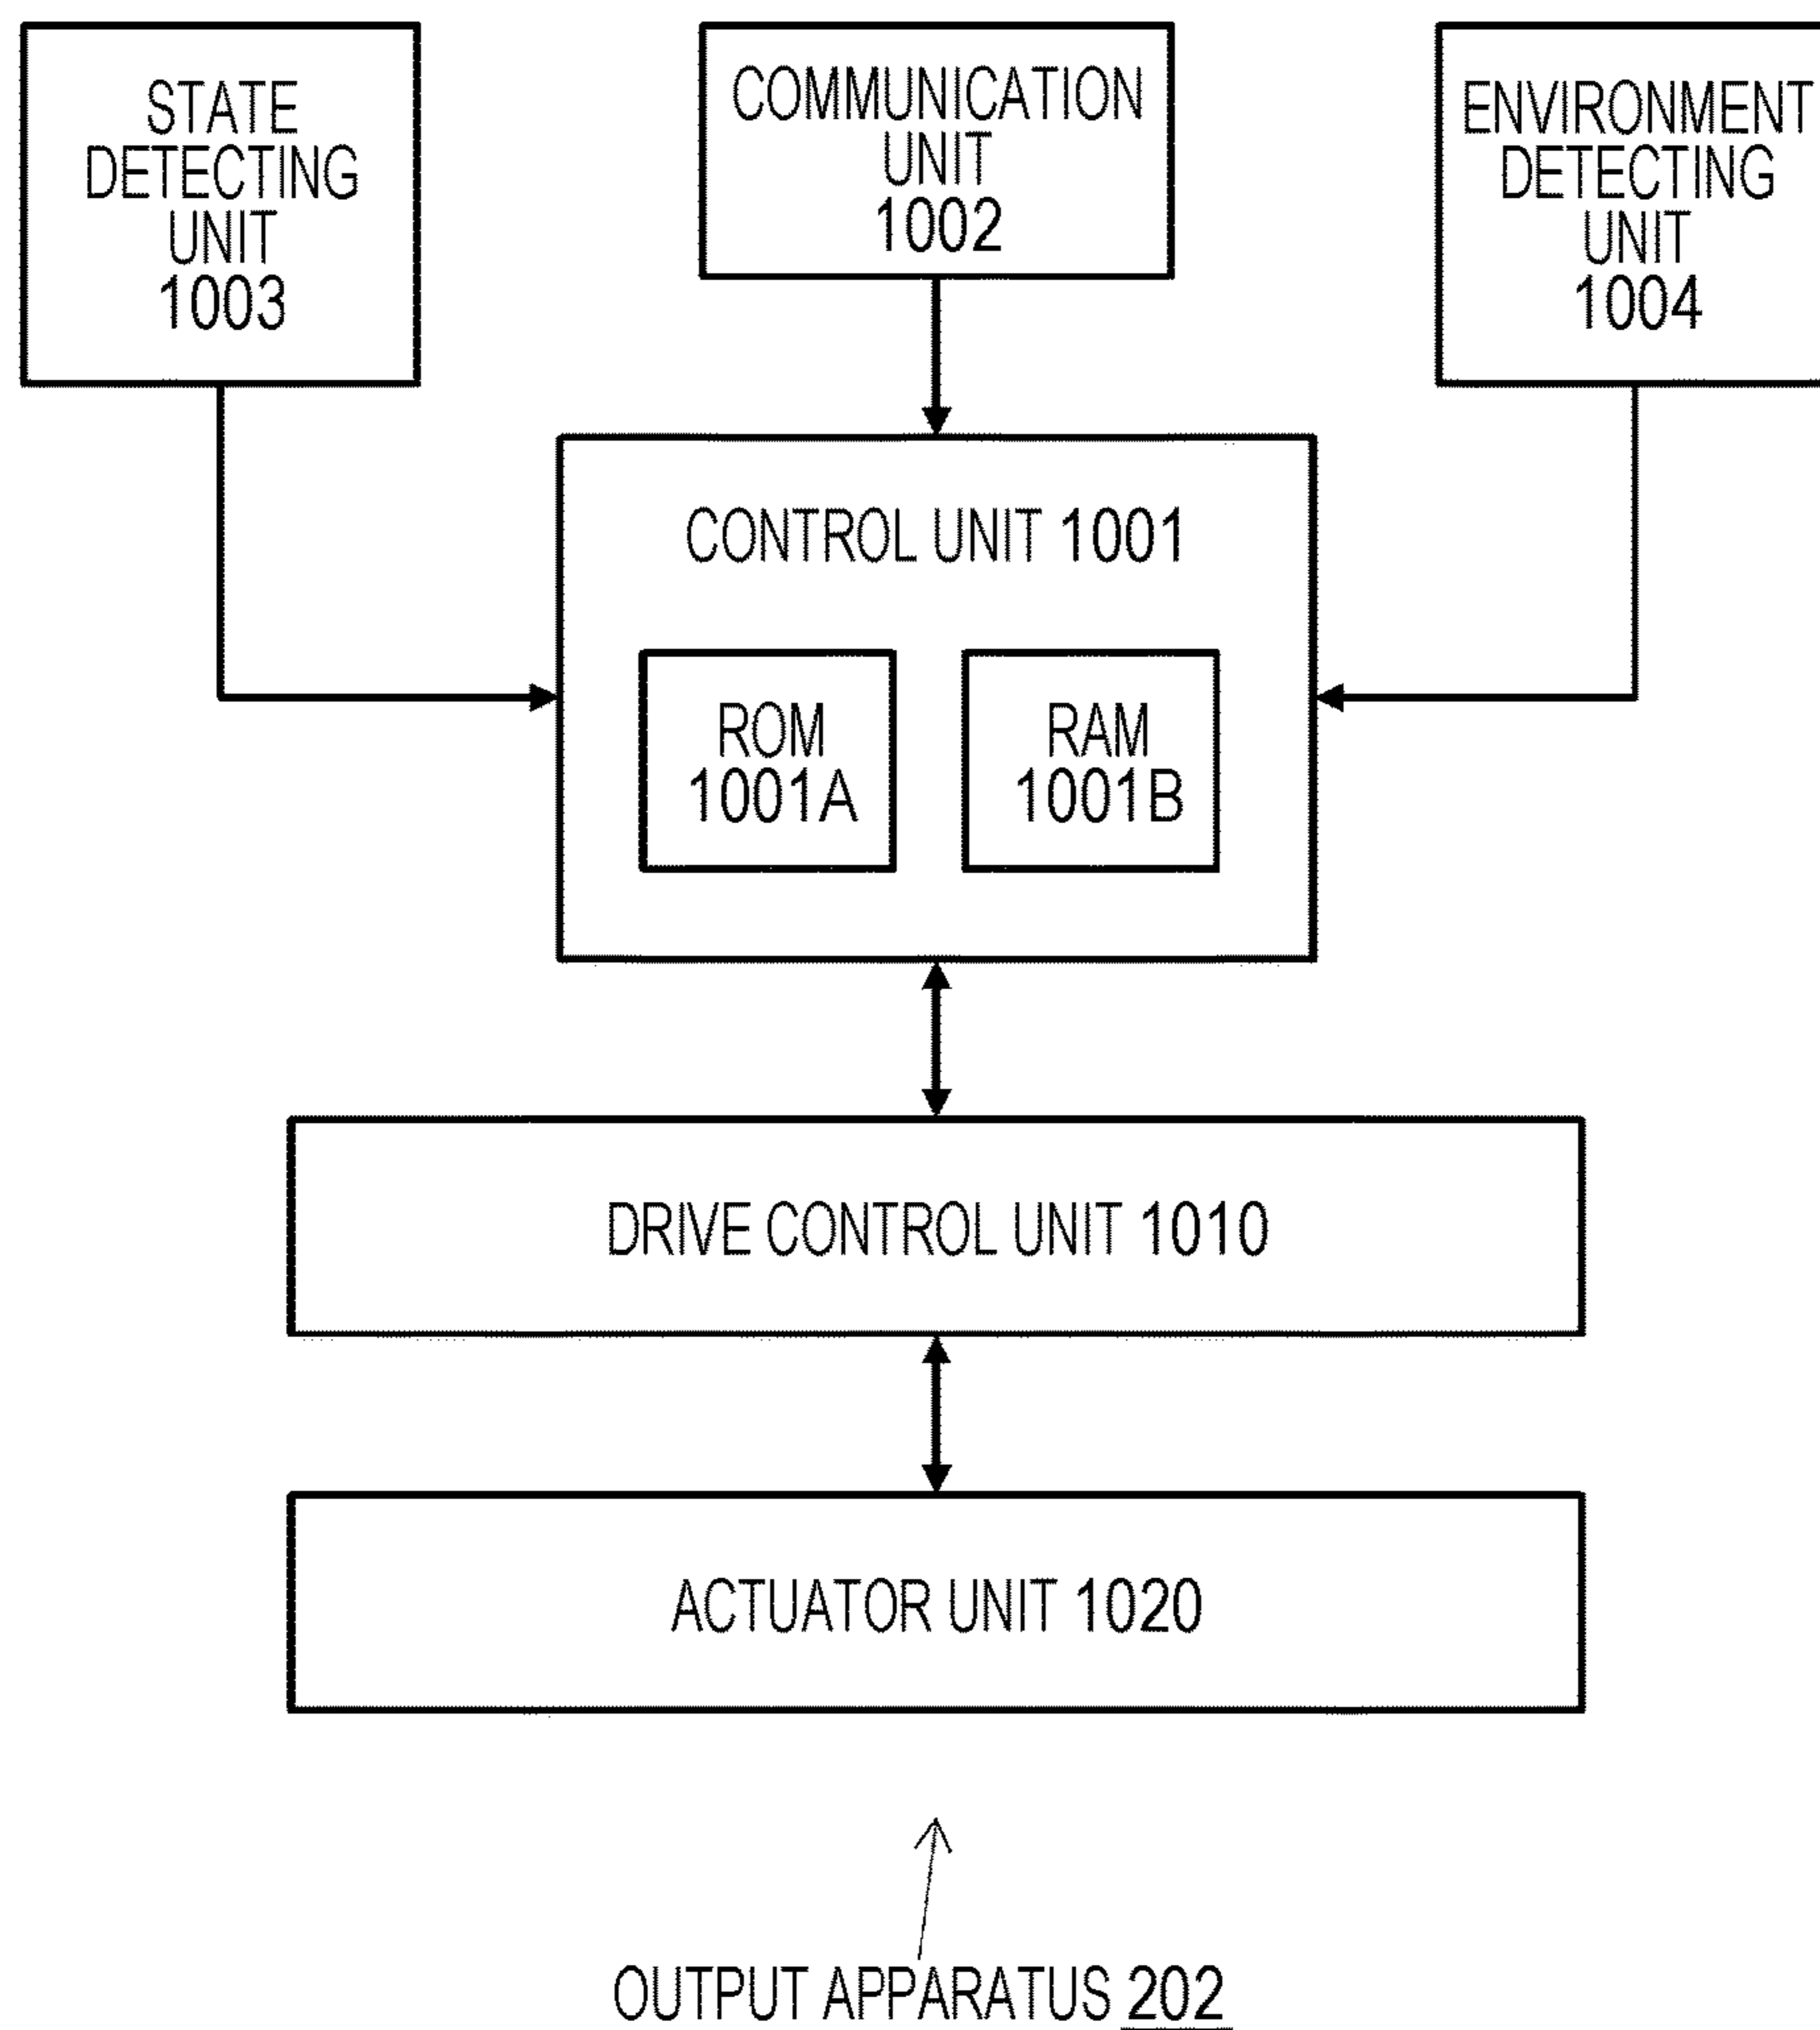 STATE
DETECTING
UNIT
1003
COMMUNICATION
UNIT
1002
ENVIRONMENT
DETECTING
UNIT
1004
CONTROL UNIT 1001
ROM
1001A
RAM
1001B
DRIVE CONTROL UNIT 1010
ACTUATOR UNIT 1020
OUTPUT APPARATUS 202